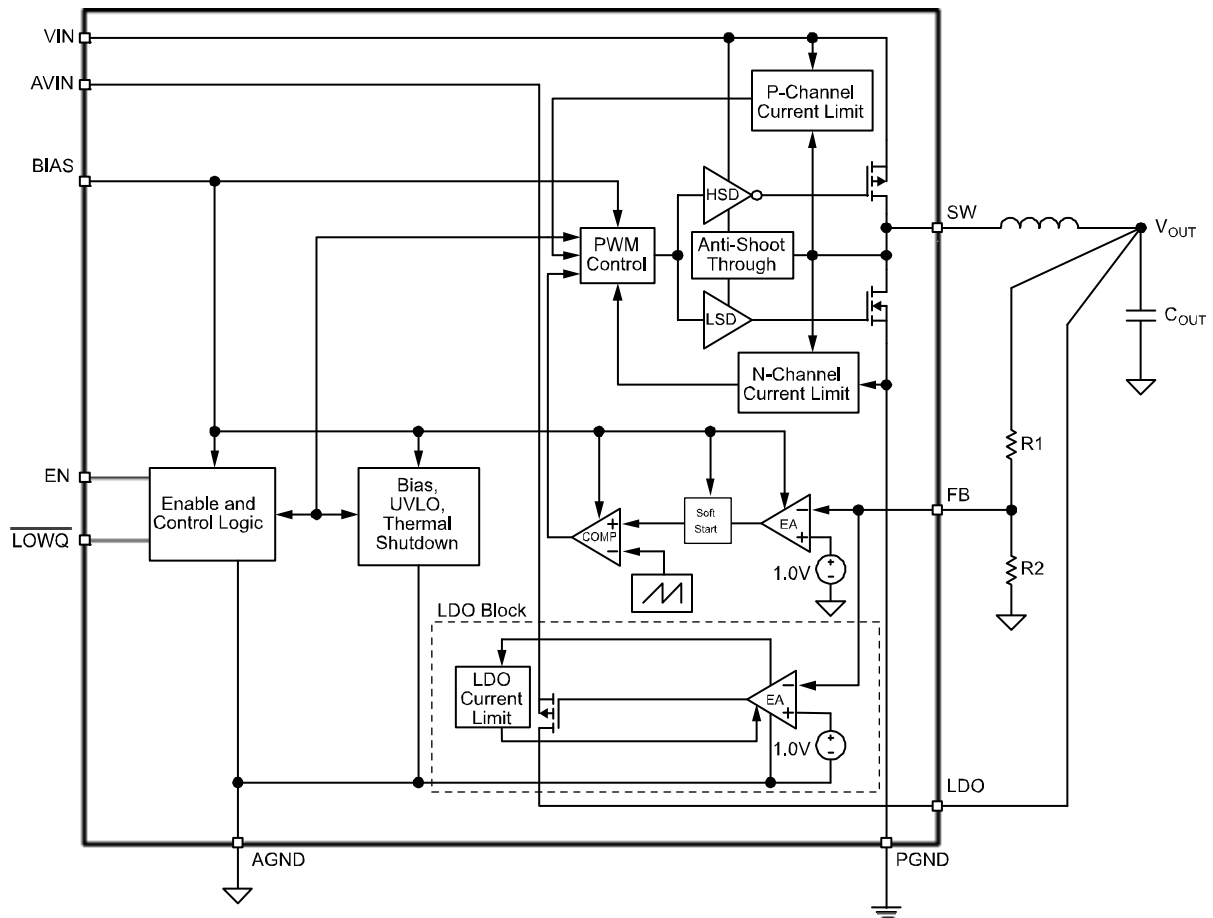 VIN
AVIN
P-Channel
Current Limit
BIAS
HSD
SW
VOUT
PWM
Control
Anti-Shoot
Through
LSD
COUT
N-Channel
Current Limit
R1
EN
Enable and
Control Logic
Bias,
UVLO,
Thermal
Shutdown
Soft
Start
EA
−
+
FB
LOWQ
COMP
+
−
1.0V
+
−
R2
LDO Block
LDO
Current
Limit
EA
−
+
1.0V
+
−
LDO
AGND
PGND